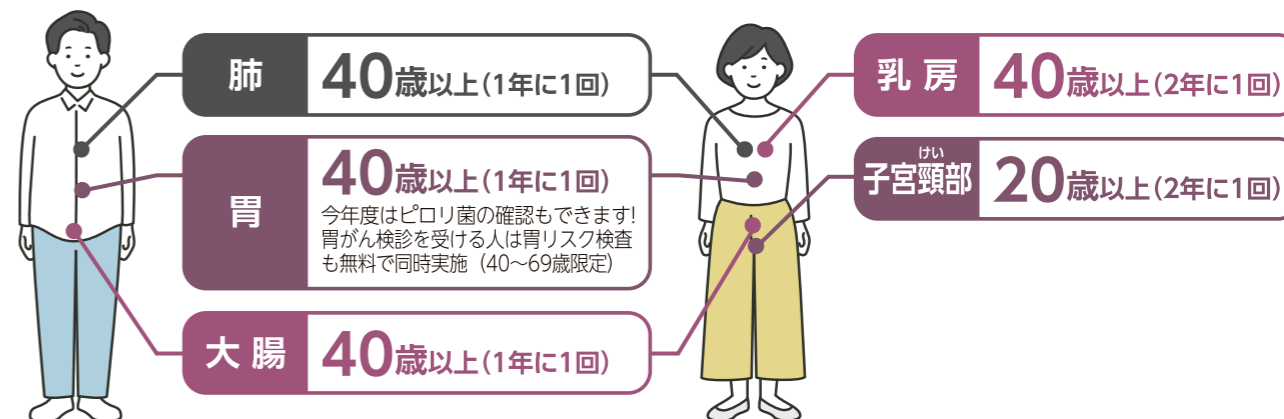 肺 40歳以上(1年に1回)
胃 40歳以上(1年に1回)
今年度はピロリ菌の確認もできます!
胃がん検診を受ける人は胃リスク検査
も無料で同時実施(40〜69歳限定)
大腸 40歳以上(1年に1回)
乳房 40歳以上(2年に1回)
けい
子宮頸部 20歳以上(2年に1回)